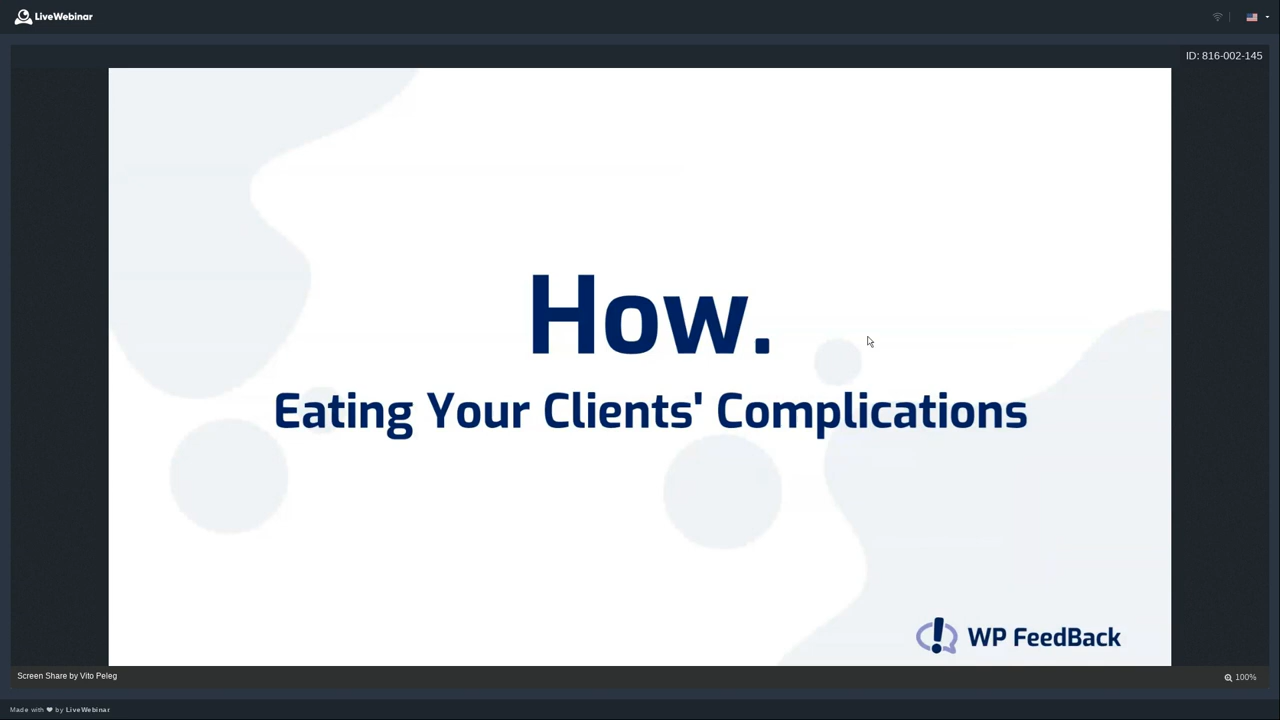 LiveWebinar
ID: 816-002-145
How.
Eating Your Clients' Complications
WP FeedBack
Screen Share by Vito Peleg
100%
Made with ❤ by LiveWebinar